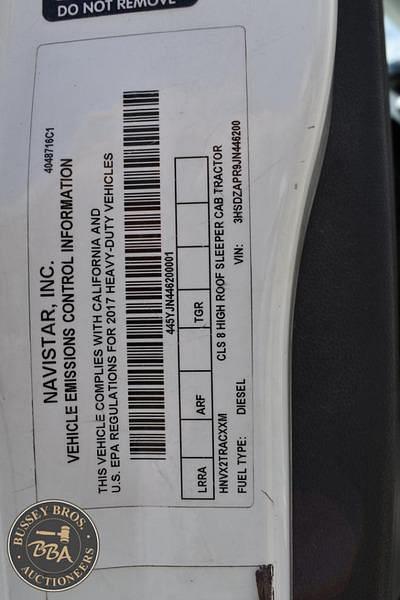 DO NOT REMOVE
4048716C1
NAVISTAR, INC.
VEHICLE EMISSIONS CONTROL INFORMATION
THIS VEHICLE COMPLIES WITH CALIFORNIA AND
U.S. EPA REGULATIONS FOR 2017 HEAVY-DUTY VEHICLES
445YJN446200001
LRRA ARF TGR
HNVX2TRACXXM CLS 8 HIGH ROOF SLEEPER CAB TRACTOR
FUEL TYPE: DIESEL VIN: 3HSDZAPR9JN446200
BUSSEY BROS.
BBA
AUCTIONEERS